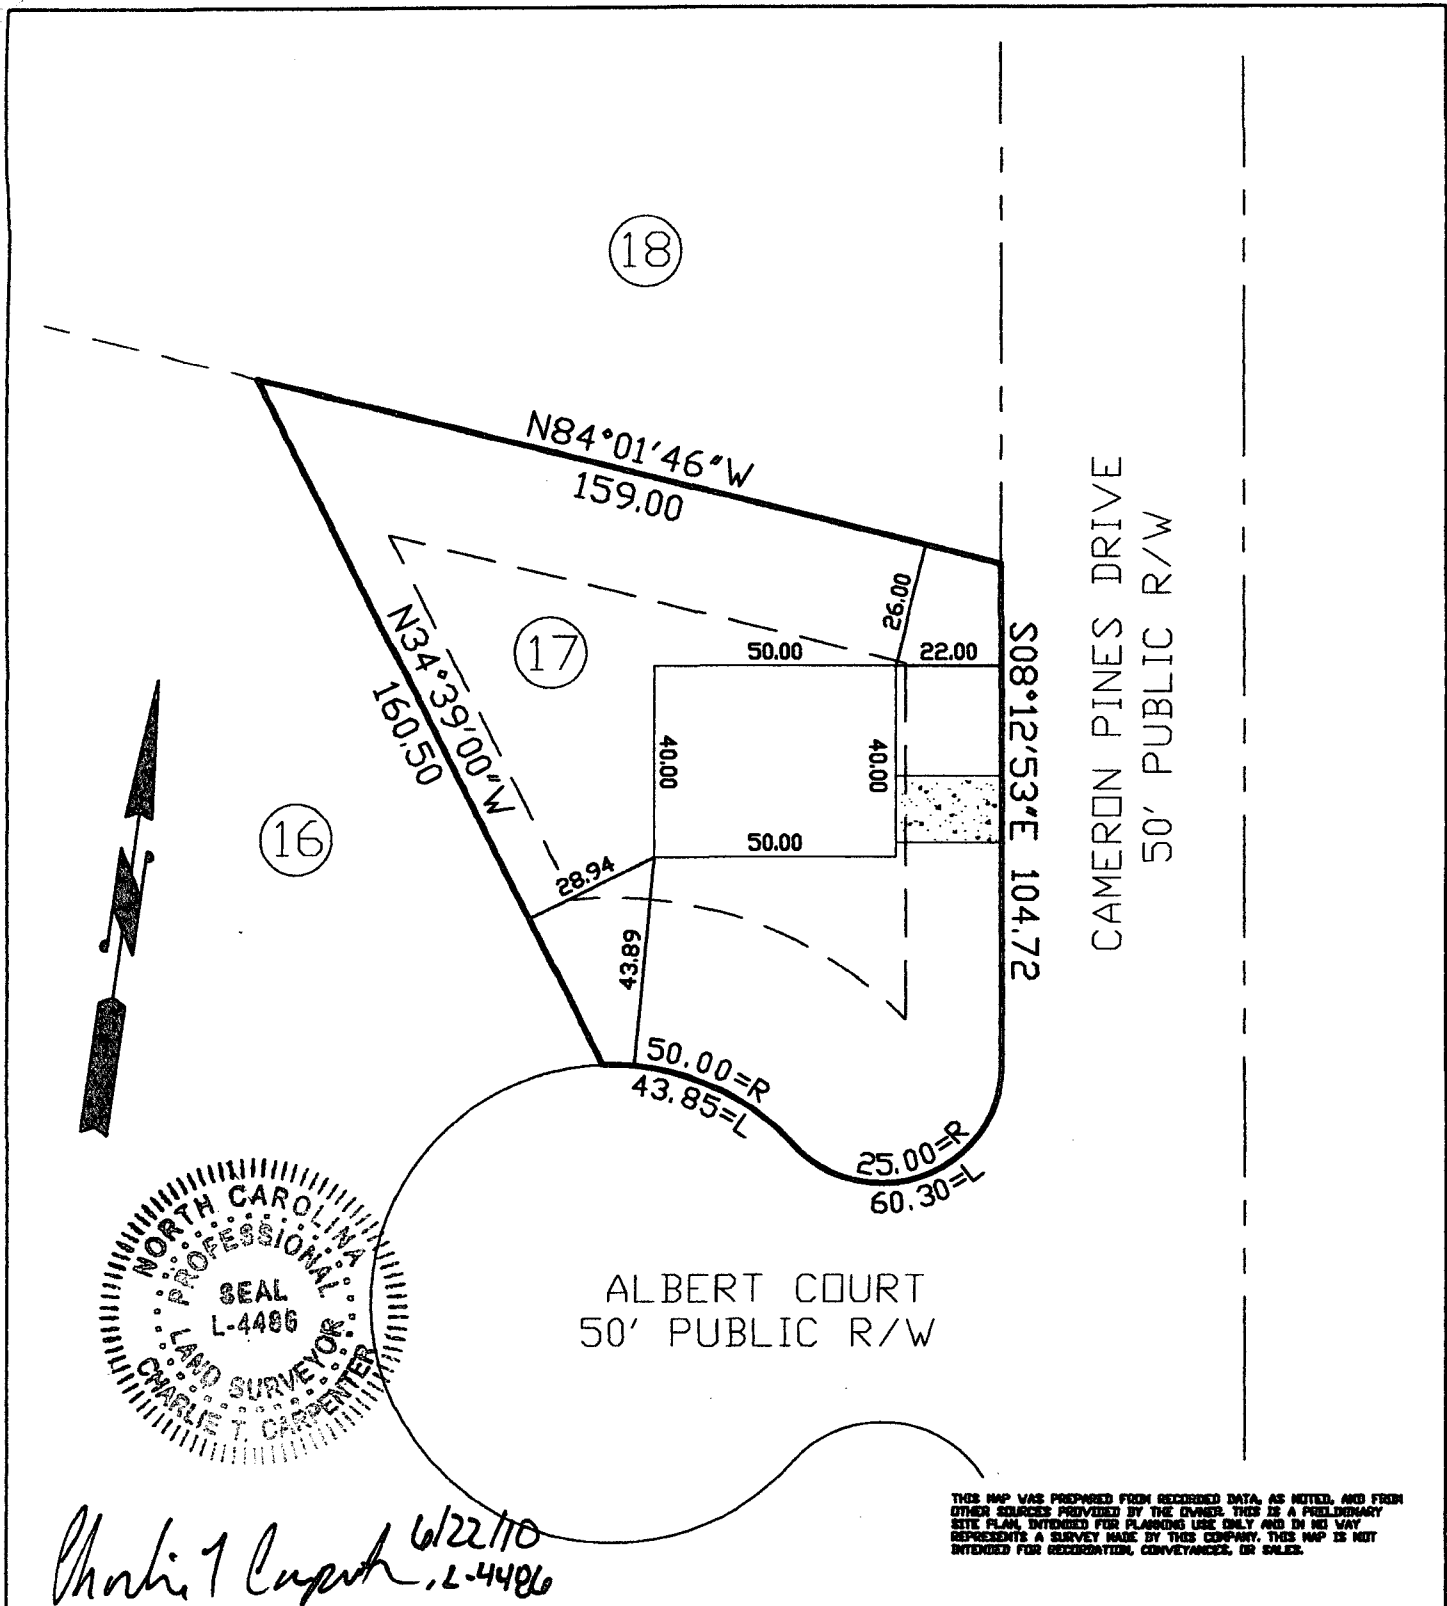 18
N84°01'46"W
159.00
26.00
50.00
22.00
17
N34°39'00"W
160.50
40.00
40.00
50.00
S08°12'53"E 104.72
CAMERON PINES DRIVE
50' PUBLIC R/W
16
28.94
43.89
50.00=R
43.85=L
25.00=R
60.30=L
ALBERT COURT
50' PUBLIC R/W
NORTH CAROLINA
PROFESSIONAL
SEAL
L-4486
LAND SURVEYOR
CHARLIE T. CARPENTER
6/22/10
L-4486
THIS MAP WAS PREPARED FROM RECORDED DATA, AS NOTED, AND FROM
OTHER SOURCES PROVIDED BY THE OWNER. THIS IS A PRELIMINARY
SITE PLAN, INTENDED FOR PLANNING USE ONLY AND IN NO WAY
REPRESENTS A SURVEY MADE BY THIS COMPANY. THIS MAP IS NOT
INTENDED FOR RECORDATION, CONVEYANCES, OR SALES.